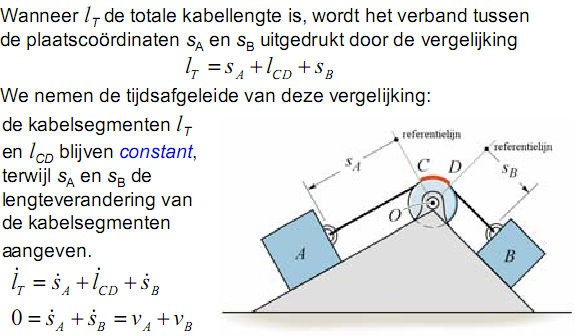 Wanneer l_T de totale kabellengte is, wordt het verband tussen
de plaatscoördinaten s_A en s_B uitgedrukt door de vergelijking
l_T = s_A + l_CD + s_B
We nemen de tijdsafgeleide van deze vergelijking:
de kabelsegmenten l_T
en l_CD blijven constant,
terwijl s_A en s_B de
lengteverandering van
de kabelsegmenten
aangeven.
l̇_T = ṡ_A + l̇_CD + ṡ_B
0 = ṡ_A + ṡ_B = v_A + v_B
referentielijn
referentielijn
s_A
C
D
s_B
O
A
B